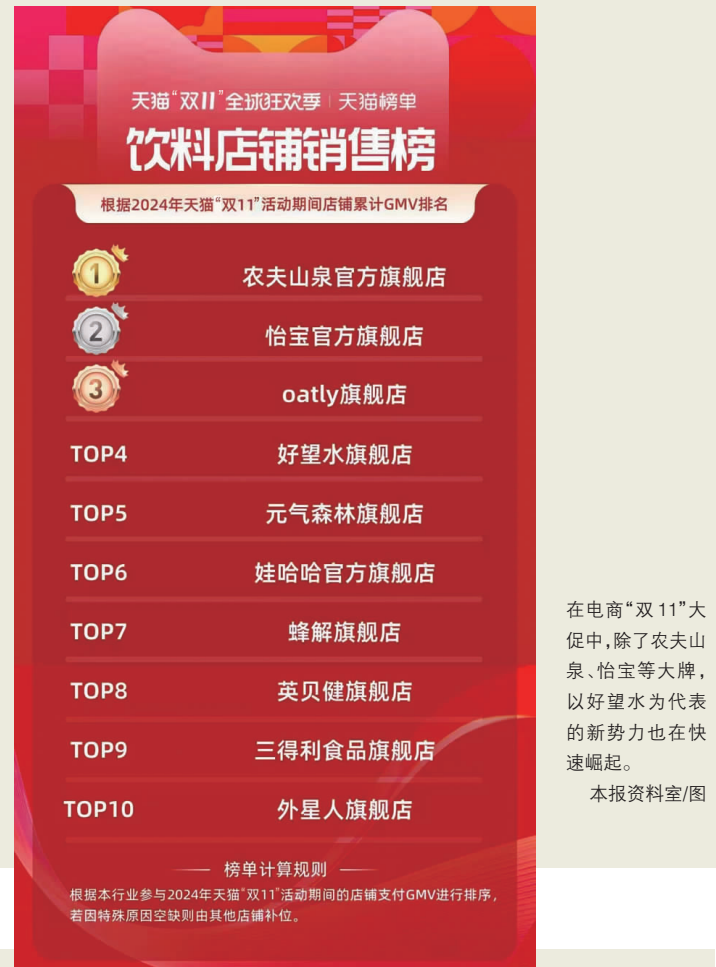 天猫“双11”全球狂欢季 | 天猫榜单
饮料店铺销售榜
根据2024年天猫“双11”活动期间店铺累计GMV排名
1 农夫山泉官方旗舰店
2 怡宝官方旗舰店
3 oatly旗舰店
TOP4 好望水旗舰店
TOP5 元气森林旗舰店
TOP6 娃哈哈官方旗舰店
TOP7 蜂解旗舰店
TOP8 英贝健旗舰店
TOP9 三得利食品旗舰店
TOP10 外星人旗舰店
榜单计算规则
根据本行业参与2024年天猫“双11”活动期间的店铺支付GMV进行排序，
若因特殊原因空缺则由其他店铺补位。
在电商“双11”大
促中,除了农夫山
泉、怡宝等大牌,
以好望水为代表
的新势力也在快
速崛起。
本报资料室/图